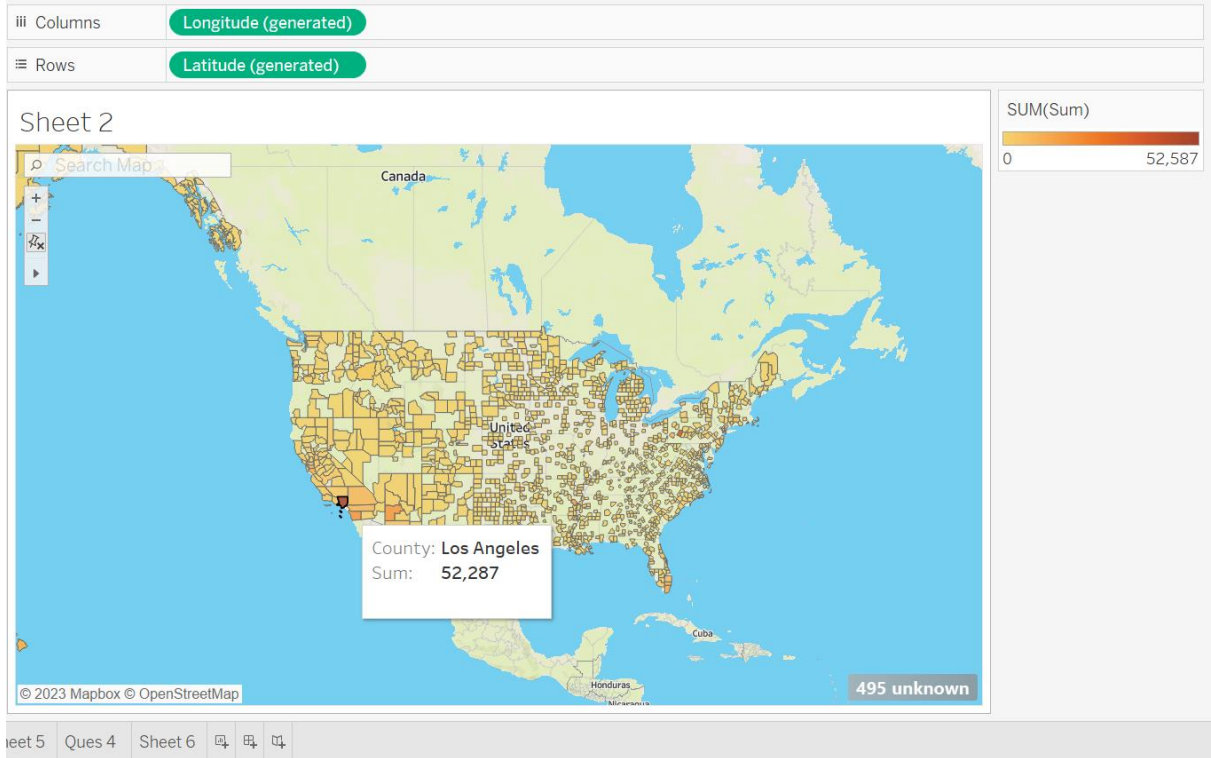 Columns
Longitude (generated)
Rows
Latitude (generated)
Sheet 2
SUM(Sum)
0 52,587
Search Map
Canada
United
States
County: Los Angeles
Sum: 52,287
Cuba
Honduras
Nicaragua
© 2023 Mapbox © OpenStreetMap
495 unknown
eet 5 Ques 4 Sheet 6